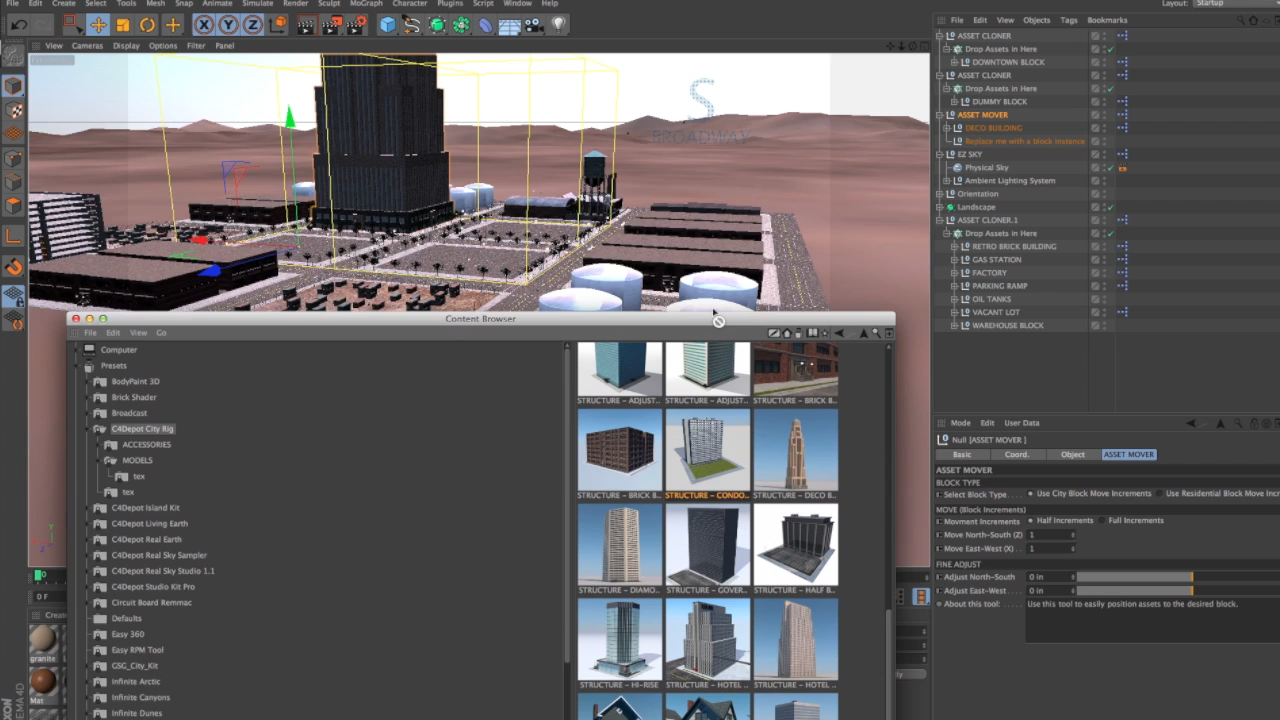 File Edit Create Select Tools Mesh Snap Animate Simulate Render Sculpt MoGraph Character Plugins Script Window Help
Layout: Startup
View Cameras Display Options Filter Panel
File Edit View Objects Tags Bookmarks
X Y Z
S
BROADWAY
ASSET CLONER
Drop Assets in Here
DOWNTOWN BLOCK
ASSET CLONER
Drop Assets in Here
DUMMY BLOCK
ASSET MOVER
DECO BUILDING
Replace me with a block instance
EZ SKY
Physical Sky
Ambient Lighting System
Orientation
Landscape
ASSET CLONER.1
Drop Assets in Here
RETRO BRICK BUILDING
GAS STATION
FACTORY
PARKING RAMP
OIL TANKS
VACANT LOT
WAREHOUSE BLOCK
Content Browser
File Edit View Go
Computer
Presets
BodyPaint 3D
Brick Shader
Broadcast
C4Depot City Rig
ACCESSORIES
MODELS
tex
tex
C4Depot Island Kit
C4Depot Living Earth
C4Depot Real Earth
C4Depot Real Sky Sampler
C4Depot Real Sky Studio 1.1
C4Depot Studio Kit Pro
Circuit Board Remmac
Defaults
Easy 360
Easy RPM Tool
GSG_City_Kit
Infinite Arctic
Infinite Canyons
Infinite Dunes
STRUCTURE - ADJUST..
STRUCTURE - ADJUST..
STRUCTURE - BRICK B..
STRUCTURE - BRICK B..
STRUCTURE - CONDO..
STRUCTURE - DECO B..
STRUCTURE - DIAMO..
STRUCTURE - GOVER..
STRUCTURE - HALF B..
STRUCTURE - HI-RISE
STRUCTURE - HOTEL ..
STRUCTURE - HOTEL ..
Mode Edit User Data
Null [ASSET MOVER ]
Basic Coord. Object ASSET MOVER
ASSET MOVER
BLOCK TYPE
Select Block Type . . . . Use City Block Move Increments Use Residential Block Move Incr
MOVE (Block Increments)
Movment Increments Half Increments Full Increments
Move North-South (Z) 1
Move East-West (X) . . 1
FINE ADJUST
Adjust North-South 0 in
Adjust East-West . . . 0 in
About this tool: . . . . Use this tool to easily position assets to the desired block.
0
0 F
Create
granite
Mat